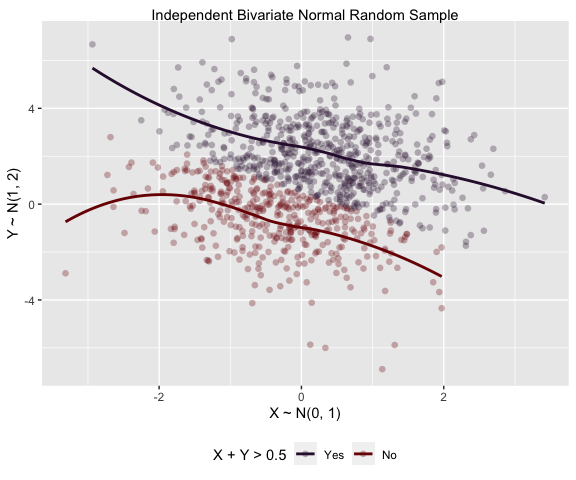 Independent Bivariate Normal Random Sample
Y ~ N(1, 2)
4
0
-4
-2
0
2
X ~ N(0, 1)
X + Y > 0.5 Yes No